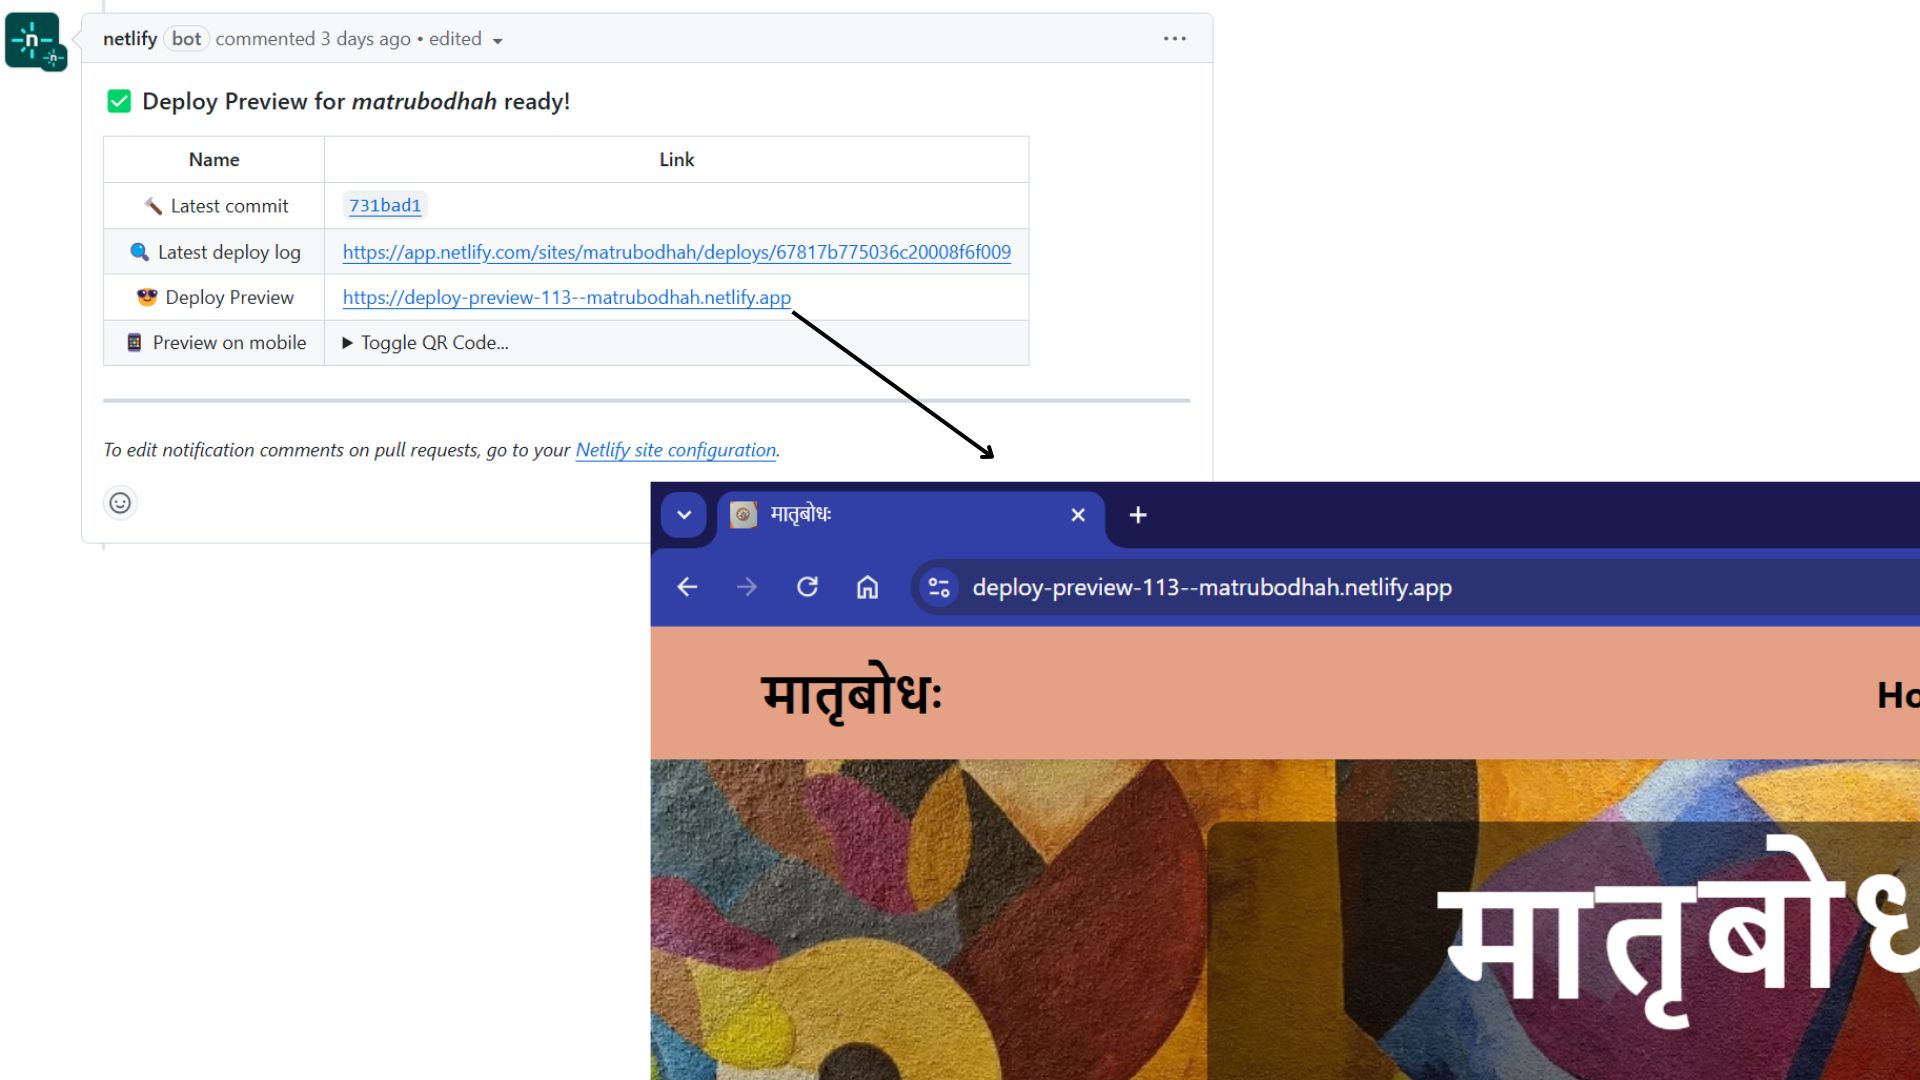 netlify bot commented 3 days ago • edited
Deploy Preview for matrubodhah ready!
Name Link
Latest commit 731bad1
Latest deploy log https://app.netlify.com/sites/matrubodhah/deploys/67817b775036c20008f6f009
Deploy Preview https://deploy-preview-113--matrubodhah.netlify.app
Preview on mobile ▶ Toggle QR Code...
To edit notification comments on pull requests, go to your Netlify site configuration.
मातृबोधः
deploy-preview-113--matrubodhah.netlify.app
मातृबोधः Ho
मातृबोध